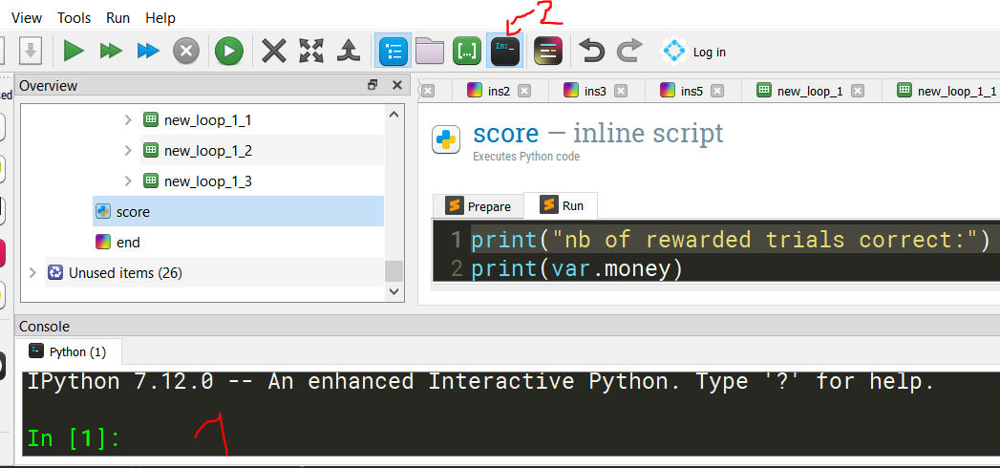 2
View Tools Run Help
In:_
Log in
sed
Overview
ins2 ins3 ins5 new_loop_1 new_loop_1_1
new_loop_1_1
new_loop_1_2
new_loop_1_3
score
end
Unused items (26)
score — inline script
Executes Python code
Prepare Run
1 print("nb of rewarded trials correct:")
2 print(var.money)
Console
Python (1)
IPython 7.12.0 -- An enhanced Interactive Python. Type '?' for help.
In [1]:
1